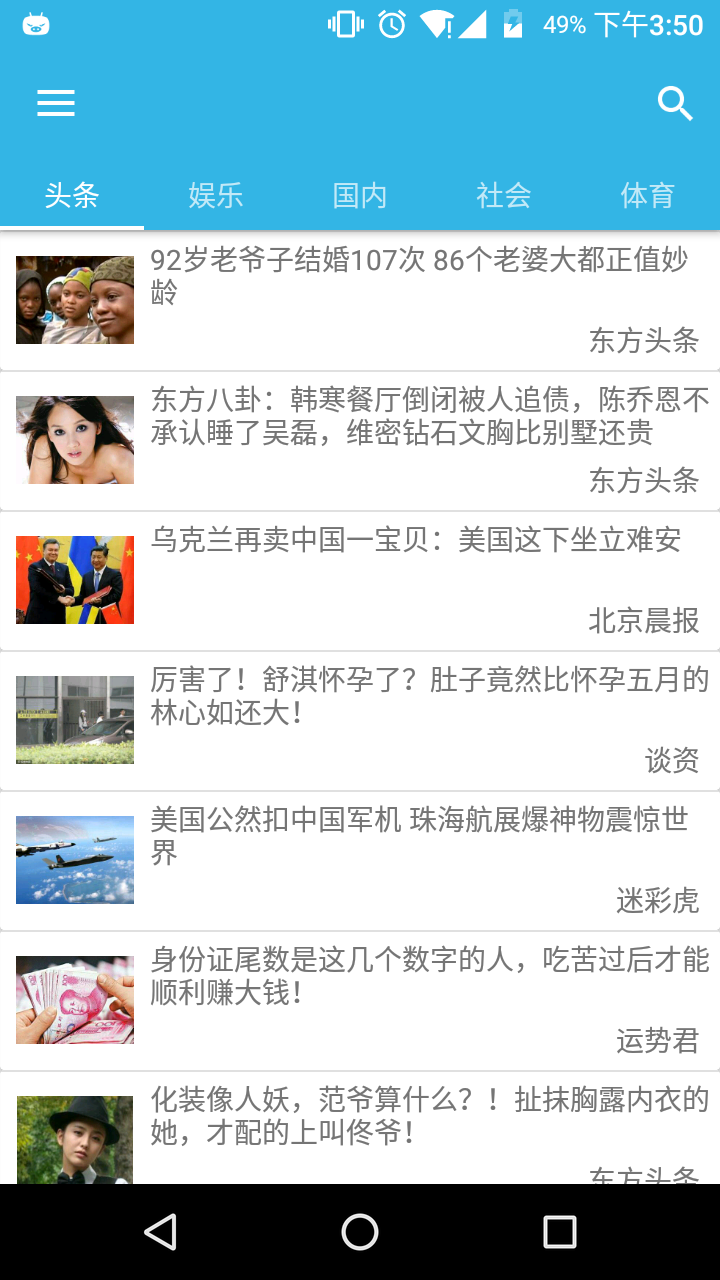 49% 下午3:50
头条 娱乐 国内 社会 体育
92岁老爷子结婚107次 86个老婆大都正值妙
龄
东方头条
东方八卦：韩寒餐厅倒闭被人追债，陈乔恩不
承认睡了吴磊，维密钻石文胸比别墅还贵
东方头条
乌克兰再卖中国一宝贝：美国这下坐立难安
北京晨报
厉害了！舒淇怀孕了？肚子竟然比怀孕五月的
林心如还大！
谈资
美国公然扣中国军机 珠海航展爆神物震惊世
界
迷彩虎
身份证尾数是这几个数字的人，吃苦过后才能
顺利赚大钱！
运势君
化装像人妖，范爷算什么？！扯抹胸露内衣的
她，才配的上叫佟爷！
东方头条